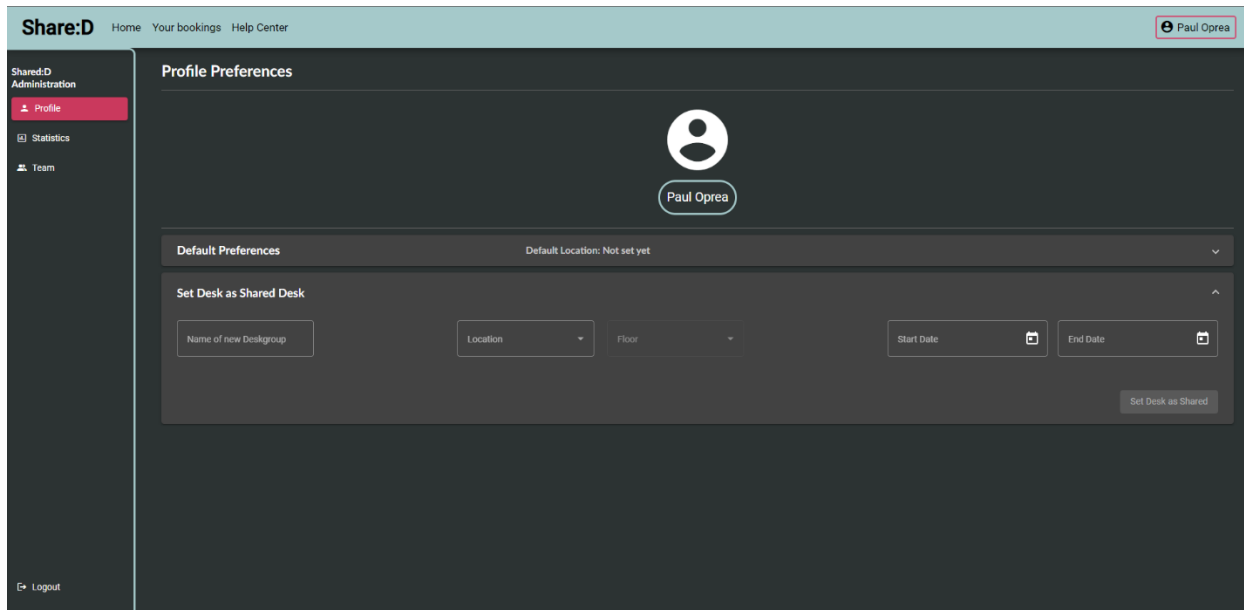 Share:D Home Your bookings Help Center Paul Oprea
Shared:D
Administration
Profile
Statistics
Team
Logout
Profile Preferences
Paul Oprea
Default Preferences Default Location: Not set yet
Set Desk as Shared Desk
Name of new Deskgroup Location Floor Start Date End Date
Set Desk as Shared